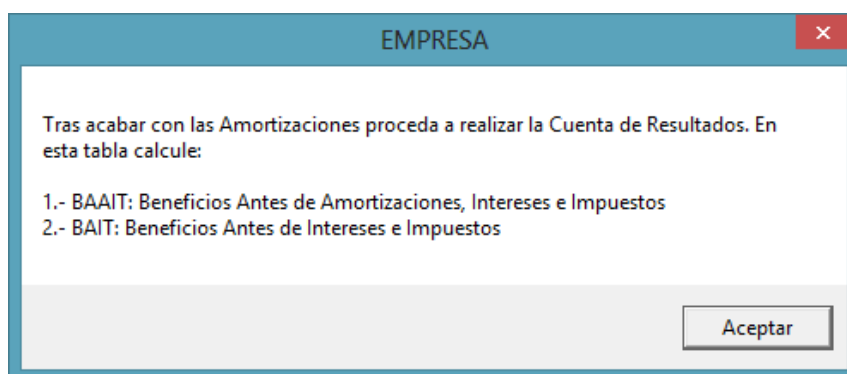 EMPRESA
Tras acabar con las Amortizaciones proceda a realizar la Cuenta de Resultados. En
esta tabla calcule:
1.- BAAIT: Beneficios Antes de Amortizaciones, Intereses e Impuestos
2.- BAIT: Beneficios Antes de Intereses e Impuestos
Aceptar